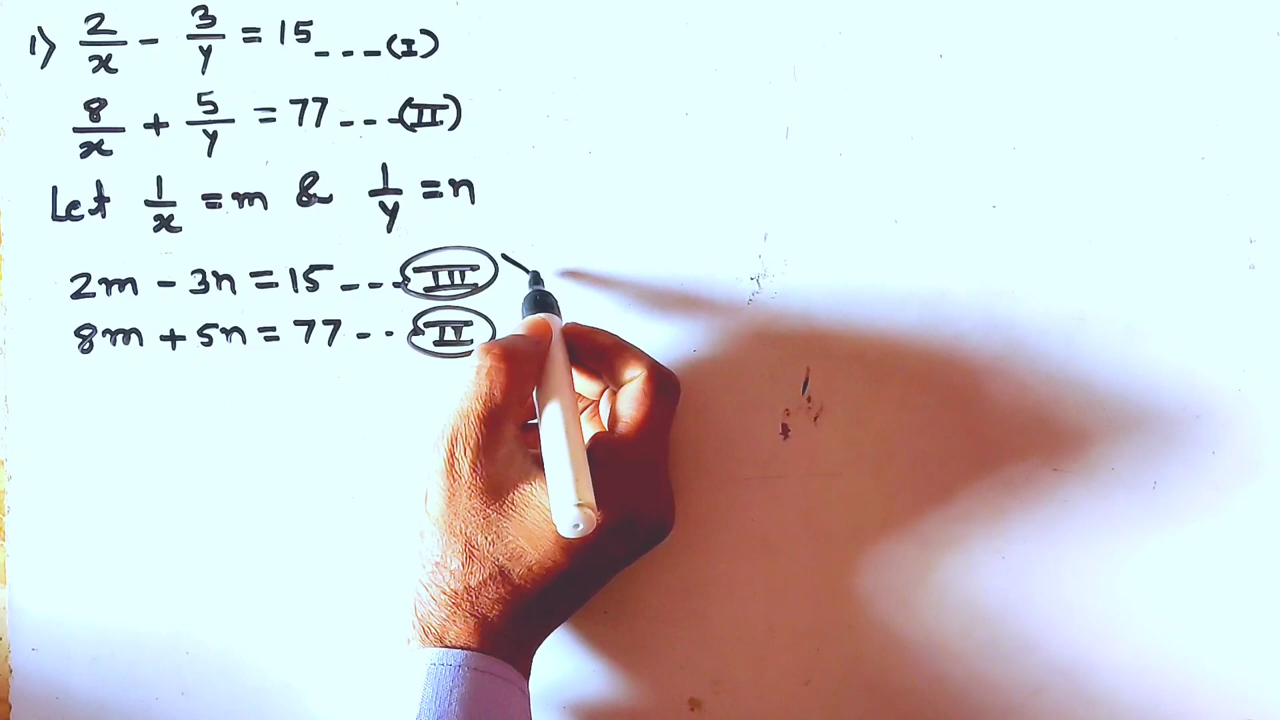 1) 2/x - 3/y = 15 ---(I)
8/x + 5/y = 77 ---(II)
Let 1/x = m & 1/y = n
2m - 3n = 15 --- III
8m + 5n = 77 -- IV